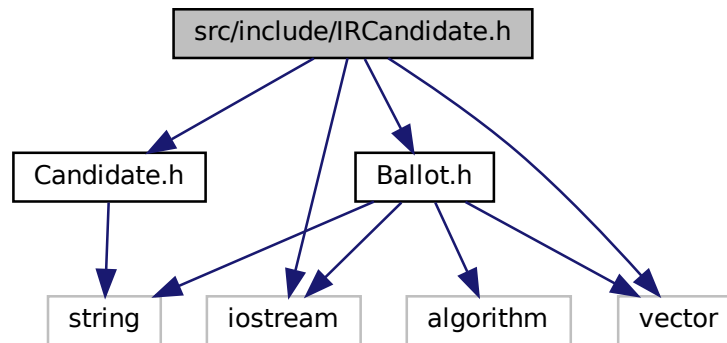 src/include/IRCandidate.h
Candidate.h
Ballot.h
string
iostream
algorithm
vector